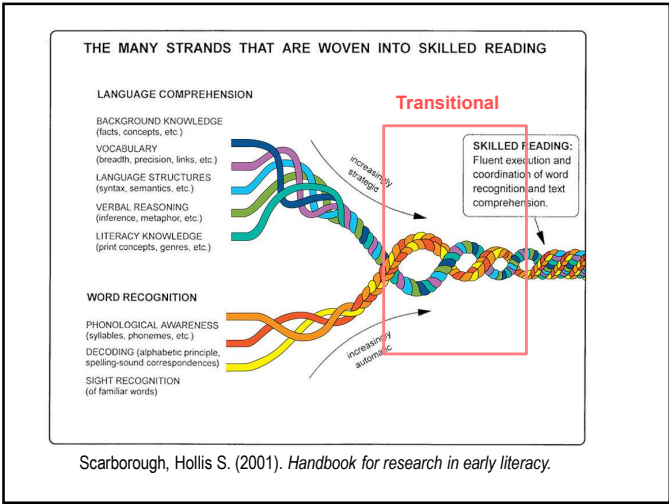 THE MANY STRANDS THAT ARE WOVEN INTO SKILLED READING
LANGUAGE COMPREHENSION
BACKGROUND KNOWLEDGE
(facts, concepts, etc.)
VOCABULARY
(breadth, precision, links, etc.)
LANGUAGE STRUCTURES
(syntax, semantics, etc.)
VERBAL REASONING
(inference, metaphor, etc.)
LITERACY KNOWLEDGE
(print concepts, genres, etc.)
increasingly
strategic
Transitional
SKILLED READING:
Fluent execution and
coordination of word
recognition and text
comprehension.
WORD RECOGNITION
PHONOLOGICAL AWARENESS
(syllables, phonemes, etc.)
DECODING (alphabetic principle,
spelling-sound correspondences)
SIGHT RECOGNITION
(of familiar words)
increasingly
automatic
Scarborough, Hollis S. (2001). Handbook for research in early literacy.